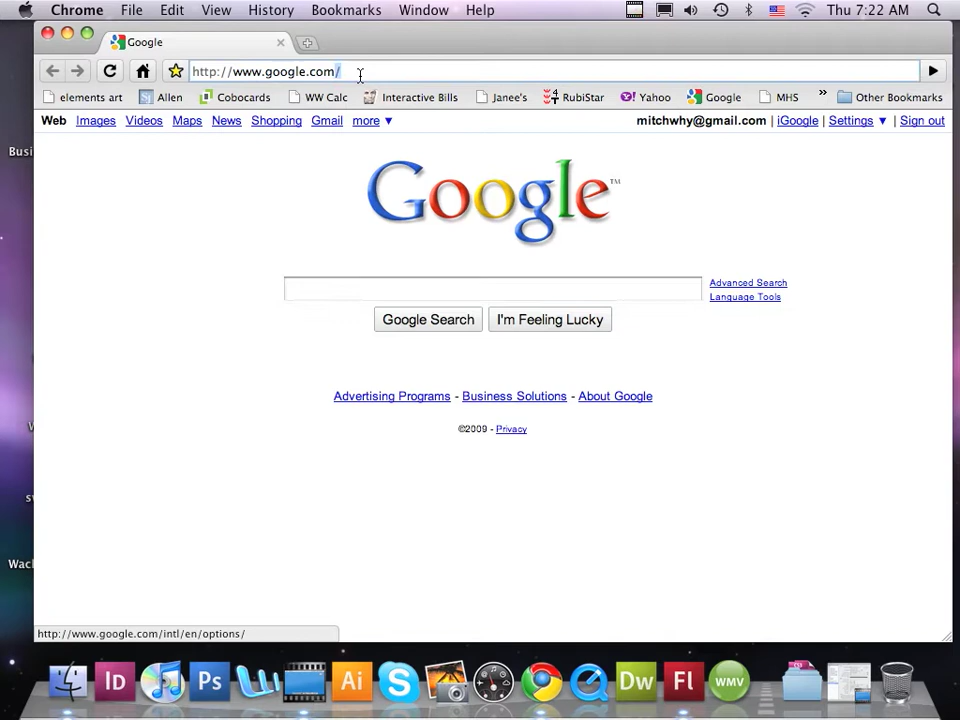 Chrome File Edit View History Bookmarks Window Help Thu 7:22 AM
Google
http://www.google.com/
elements art Allen Cobocards WW Calc Interactive Bills Janee's RubiStar Yahoo Google MHS » Other Bookmarks
Web Images Videos Maps News Shopping Gmail more ▼ mitchwhy@gmail.com | iGoogle | Settings ▼ | Sign out
Busi
Google™
Advanced Search
Language Tools
Google Search I'm Feeling Lucky
Advertising Programs - Business Solutions - About Google
©2009 - Privacy
Wacl
http://www.google.com/intl/en/options/
Id Ps Ai Dw Fl WMV